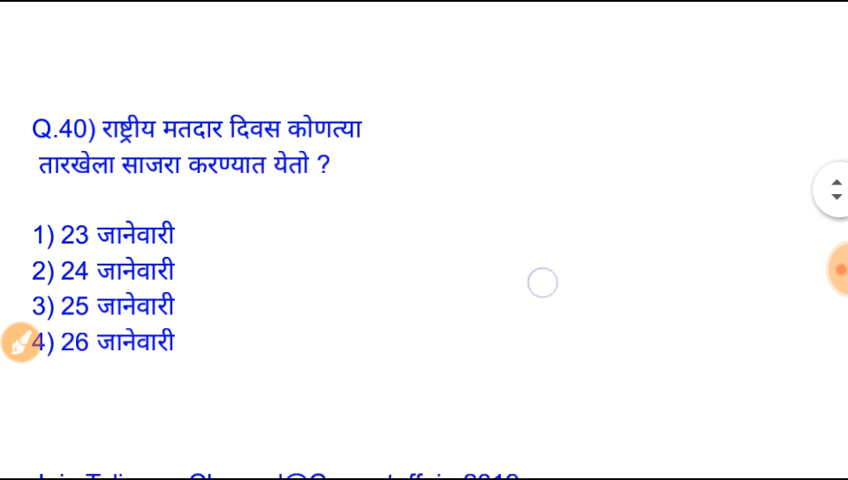 Q.40) राष्ट्रीय मतदार दिवस कोणत्या
तारखेला साजरा करण्यात येतो ?
1) 23 जानेवारी
2) 24 जानेवारी
3) 25 जानेवारी
4) 26 जानेवारी